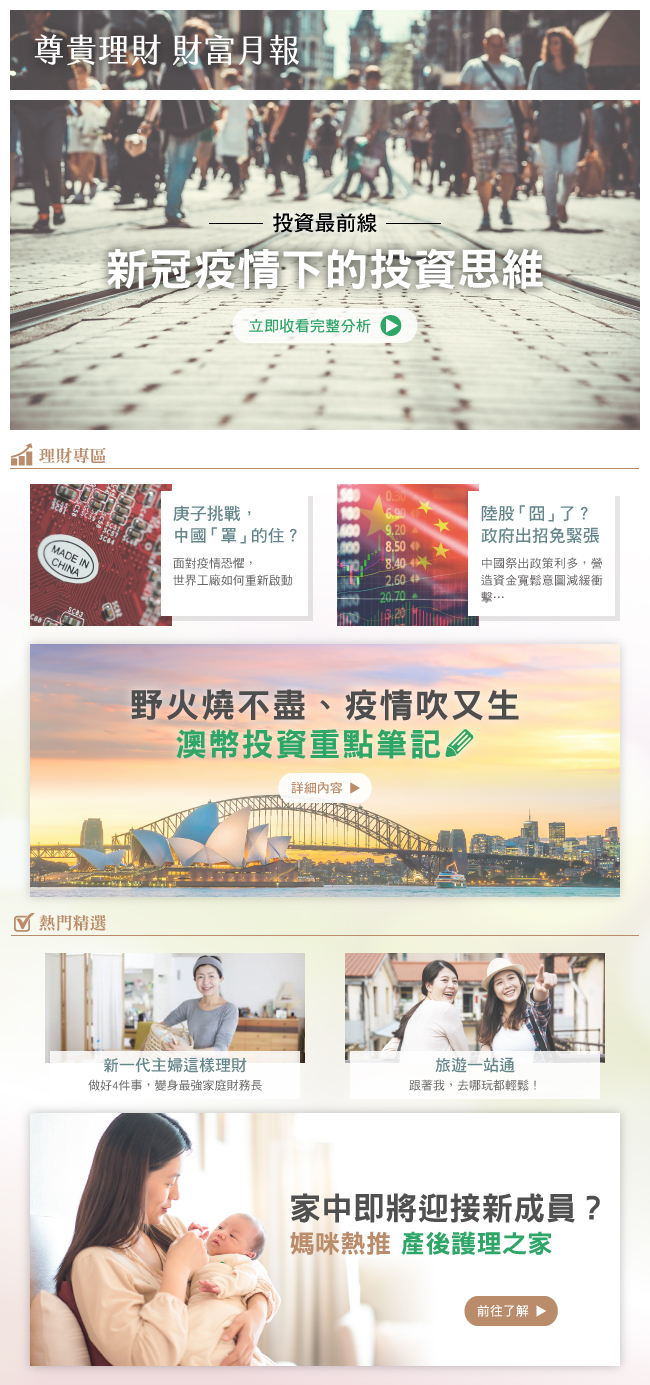 尊貴理財 財富月報
投資最前線
新冠疫情下的投資思維
立即收看完整分析
理財專區
MADE IN
CHINA
庚子挑戰，
中國「罩」的住？
面對疫情恐懼，
世界工廠如何重新啟動
陸股「囧」了？
政府出招免緊張
中國祭出政策利多，營
造資金寬鬆意圖減緩衝
擊…
野火燒不盡、疫情吹又生
澳幣投資重點筆記
詳細內容
熱門精選
新一代主婦這樣理財
做好4件事，變身最強家庭財務長
旅遊一站通
跟著我，去哪玩都輕鬆！
家中即將迎接新成員？
媽咪熱推 產後護理之家
前往了解